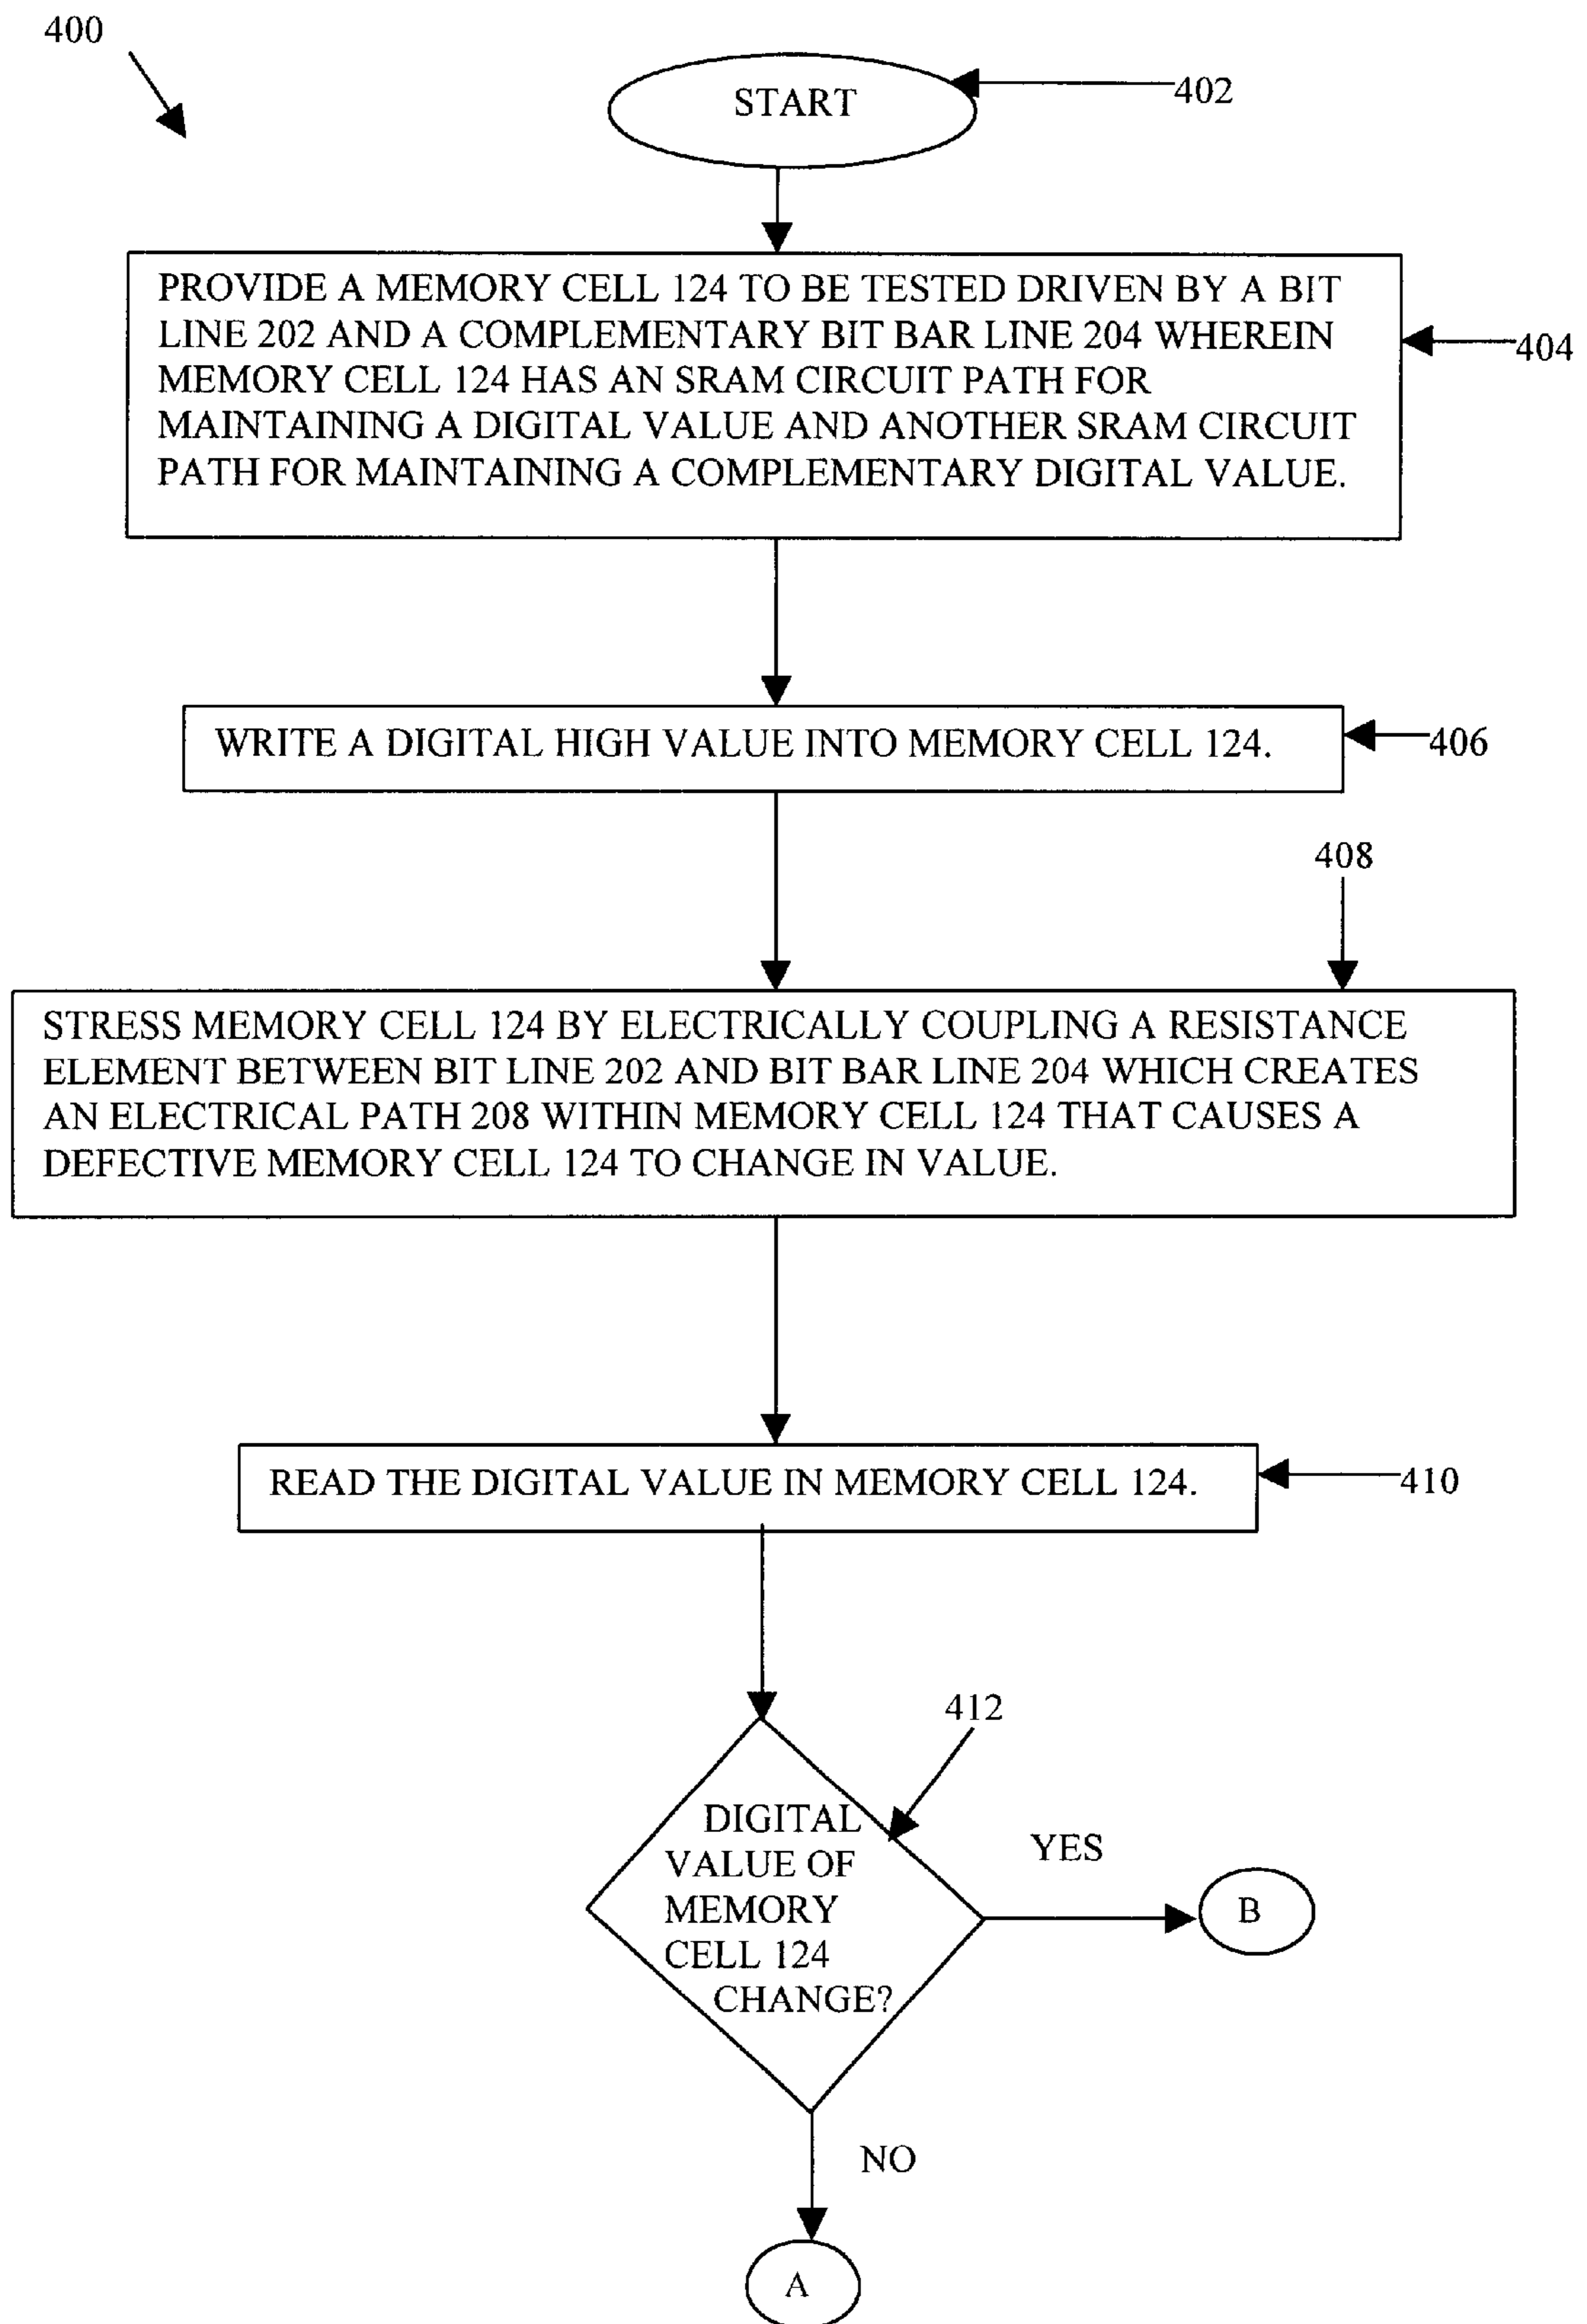 400
START
402
PROVIDE A MEMORY CELL 124 TO BE TESTED DRIVEN BY A BIT
LINE 202 AND A COMPLEMENTARY BIT BAR LINE 204 WHEREIN
MEMORY CELL 124 HAS AN SRAM CIRCUIT PATH FOR
MAINTAINING A DIGITAL VALUE AND ANOTHER SRAM CIRCUIT
PATH FOR MAINTAINING A COMPLEMENTARY DIGITAL VALUE.
404
WRITE A DIGITAL HIGH VALUE INTO MEMORY CELL 124.
406
408
STRESS MEMORY CELL 124 BY ELECTRICALLY COUPLING A RESISTANCE
ELEMENT BETWEEN BIT LINE 202 AND BIT BAR LINE 204 WHICH CREATES
AN ELECTRICAL PATH 208 WITHIN MEMORY CELL 124 THAT CAUSES A
DEFECTIVE MEMORY CELL 124 TO CHANGE IN VALUE.
READ THE DIGITAL VALUE IN MEMORY CELL 124.
410
412
DIGITAL
VALUE OF
MEMORY
CELL 124
CHANGE?
YES
B
NO
A